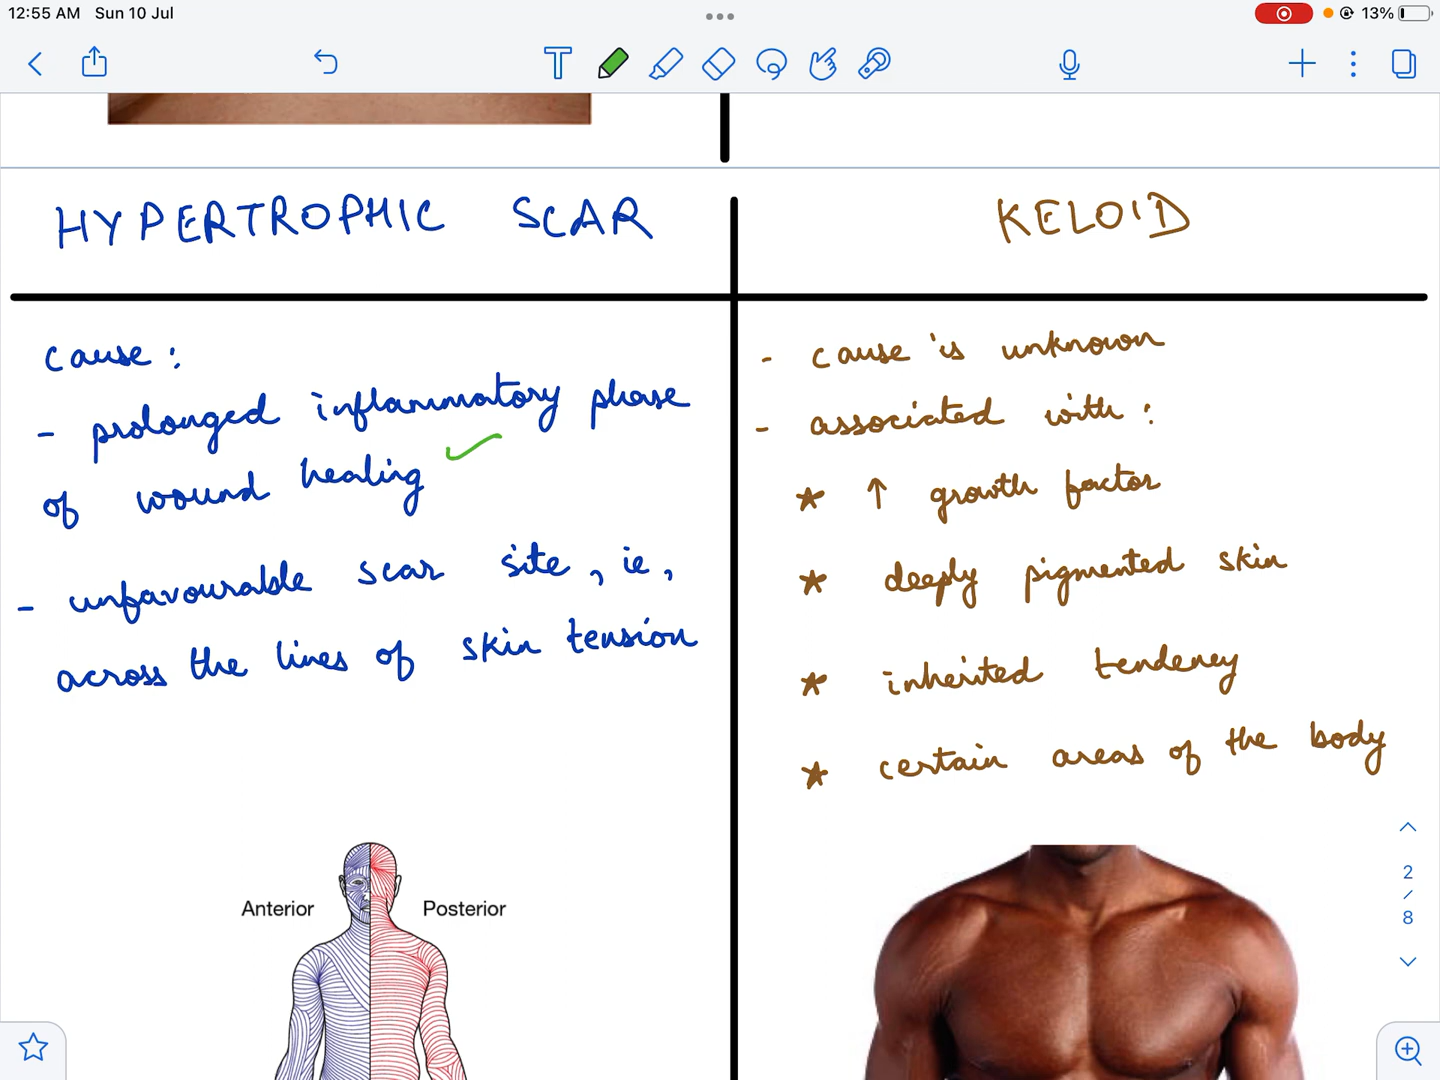 12:55 AM Sun 10 Jul
13%
HYPERTROPHIC SCAR
cause :
- prolonged inflammatory phase
of wound healing
- unfavourable scar site, ie,
across the lines of skin tension
Anterior
Posterior
KELOID
- cause is unknown
- associated with :
* ↑ growth factor
* deeply pigmented skin
* inherited tendency
* certain areas of the body
2
/
8